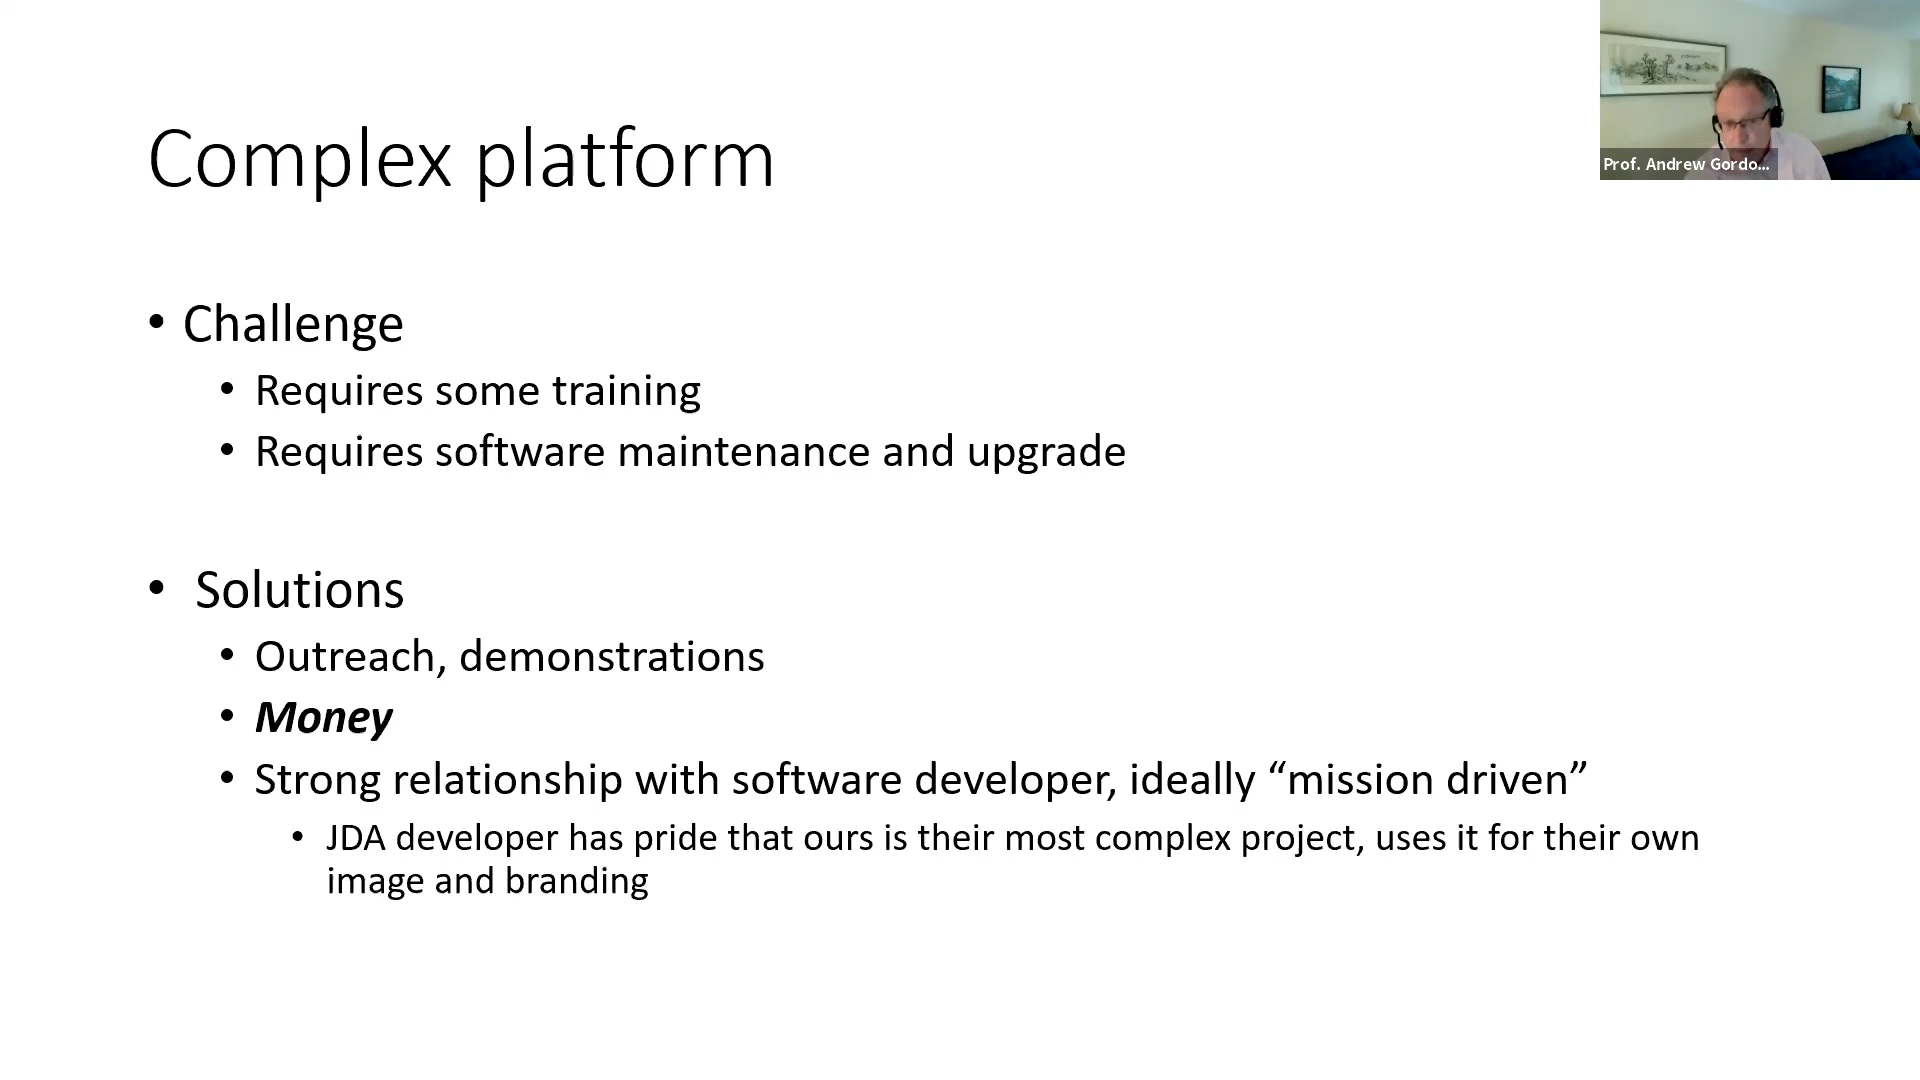 Complex platform
Prof. Andrew Gordo...
• Challenge
• Requires some training
• Requires software maintenance and upgrade
• Solutions
• Outreach, demonstrations
• Money
• Strong relationship with software developer, ideally “mission driven”
• JDA developer has pride that ours is their most complex project, uses it for their own
image and branding